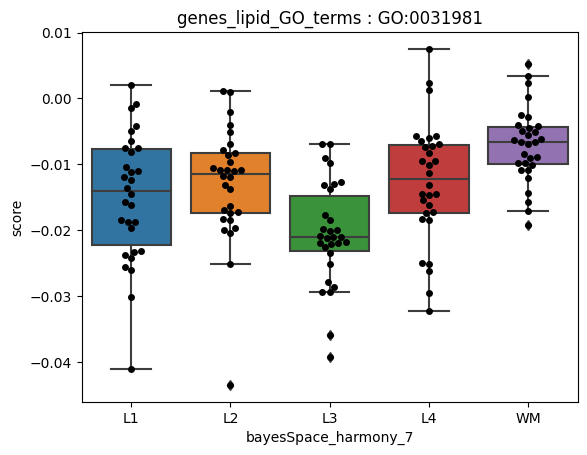 genes_lipid_GO_terms : GO:0031981
0.01
0.00
−0.01
−0.02
−0.03
−0.04
score
L1 L2 L3 L4 WM
bayesSpace_harmony_7